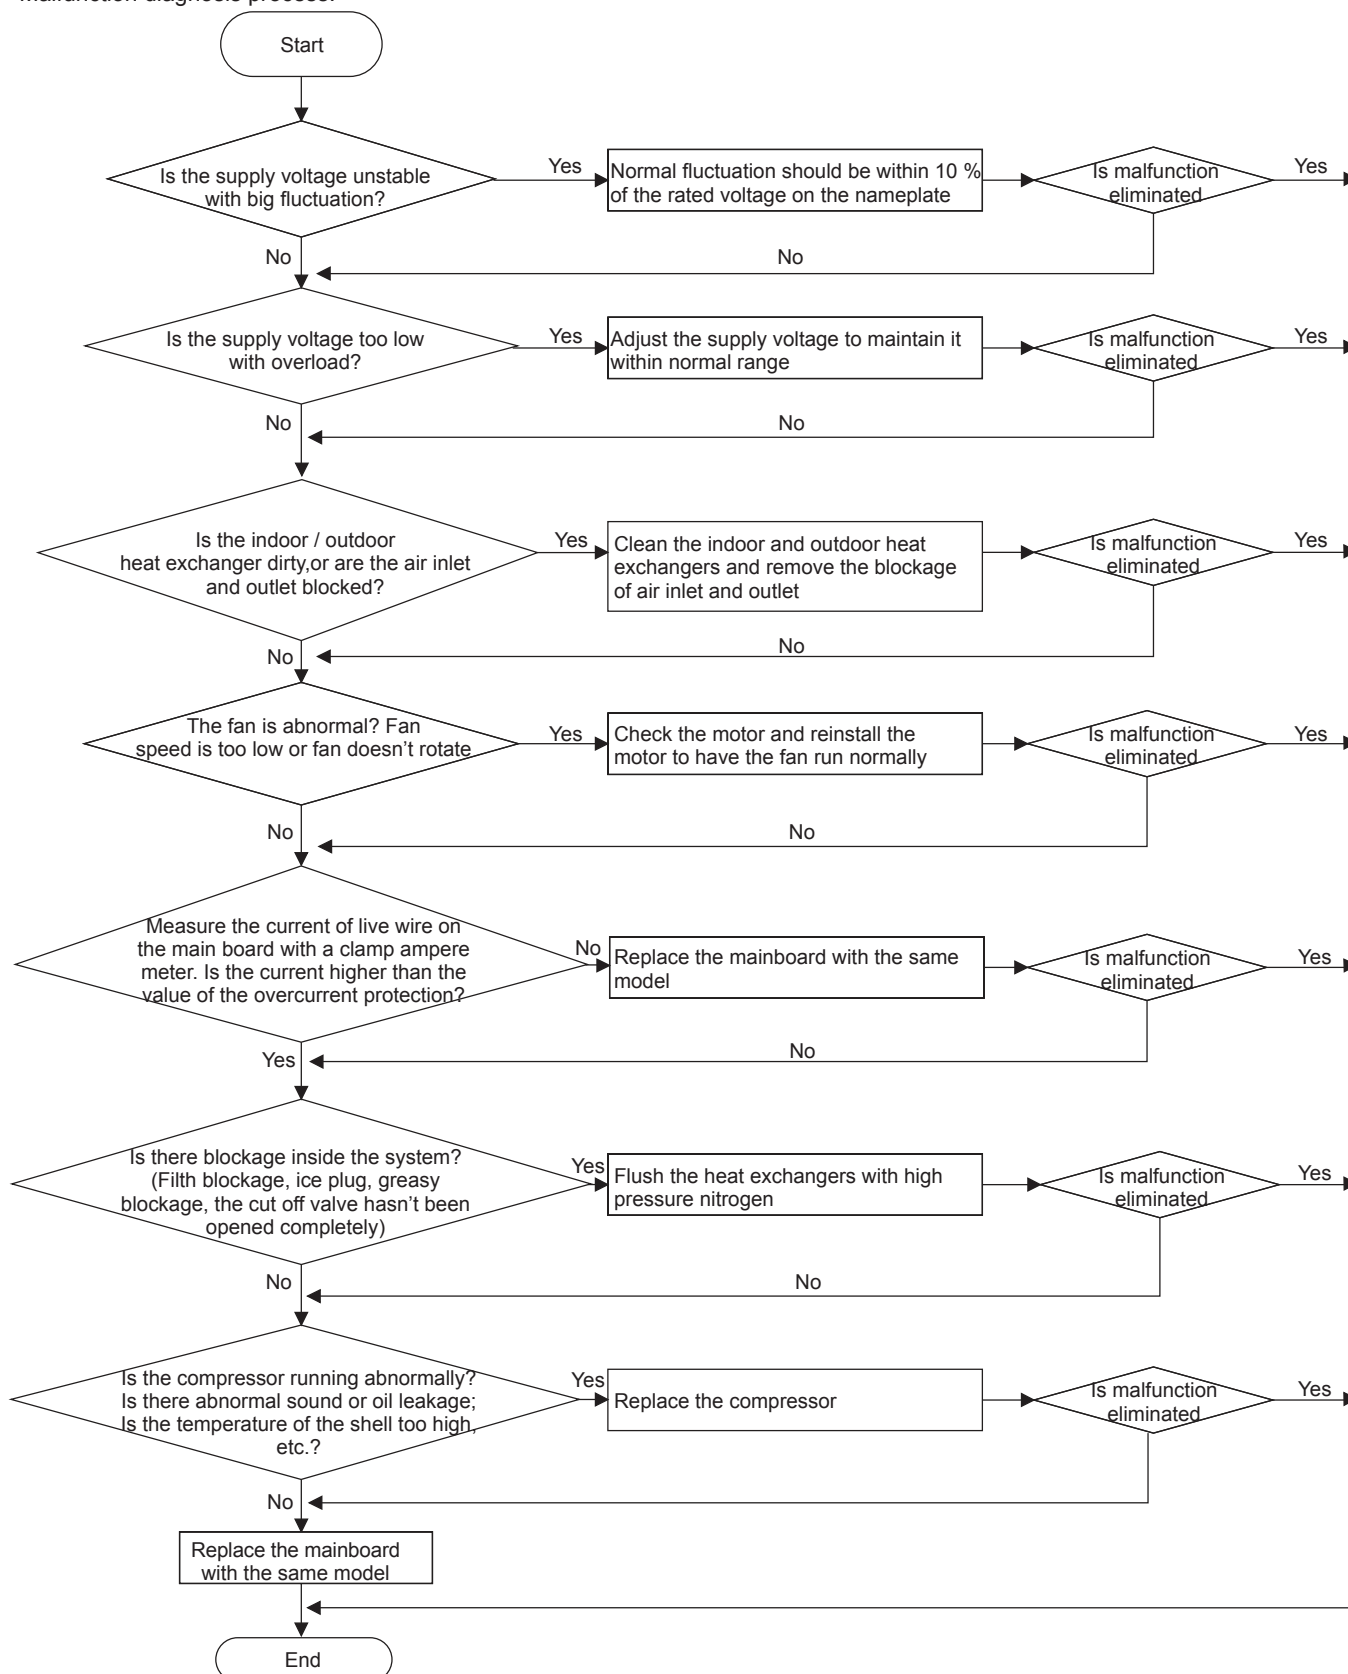 Malfunction diagnosis process:
Start
Is the supply voltage unstable
with big fluctuation?
Yes
Normal fluctuation should be within 10 %
of the rated voltage on the nameplate
Is malfunction
eliminated
Yes
No
No
Is the supply voltage too low
with overload?
Yes
Adjust the supply voltage to maintain it
within normal range
Is malfunction
eliminated
Yes
No
No
Is the indoor / outdoor
heat exchanger dirty,or are the air inlet
and outlet blocked?
Yes
Clean the indoor and outdoor heat
exchangers and remove the blockage
of air inlet and outlet
Is malfunction
eliminated
Yes
No
No
The fan is abnormal? Fan
speed is too low or fan doesn’t rotate
Yes
Check the motor and reinstall the
motor to have the fan run normally
Is malfunction
eliminated
Yes
No
No
Measure the current of live wire on
the main board with a clamp ampere
meter. Is the current higher than the
value of the overcurrent protection?
No
Replace the mainboard with the same
model
Is malfunction
eliminated
Yes
Yes
No
Is there blockage inside the system?
(Filth blockage, ice plug, greasy
blockage, the cut off valve hasn’t been
opened completely)
Yes
Flush the heat exchangers with high
pressure nitrogen
Is malfunction
eliminated
Yes
No
No
Is the compressor running abnormally?
Is there abnormal sound or oil leakage;
Is the temperature of the shell too high,
etc.?
Yes
Replace the compressor
Is malfunction
eliminated
Yes
No
Replace the mainboard
with the same model
End